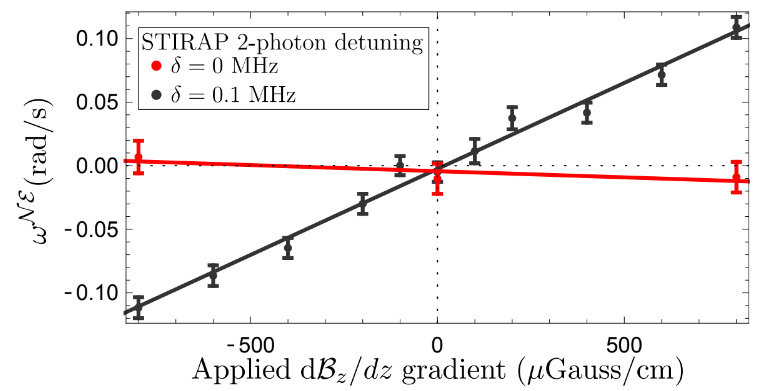 STIRAP 2-photon detuning
δ = 0 MHz
δ = 0.1 MHz
0.10
0.05
0.00
-0.05
-0.10
ω^{𝒩ℰ}(rad/s)
-500 0 500
Applied dℬ_z/dz gradient (μGauss/cm)